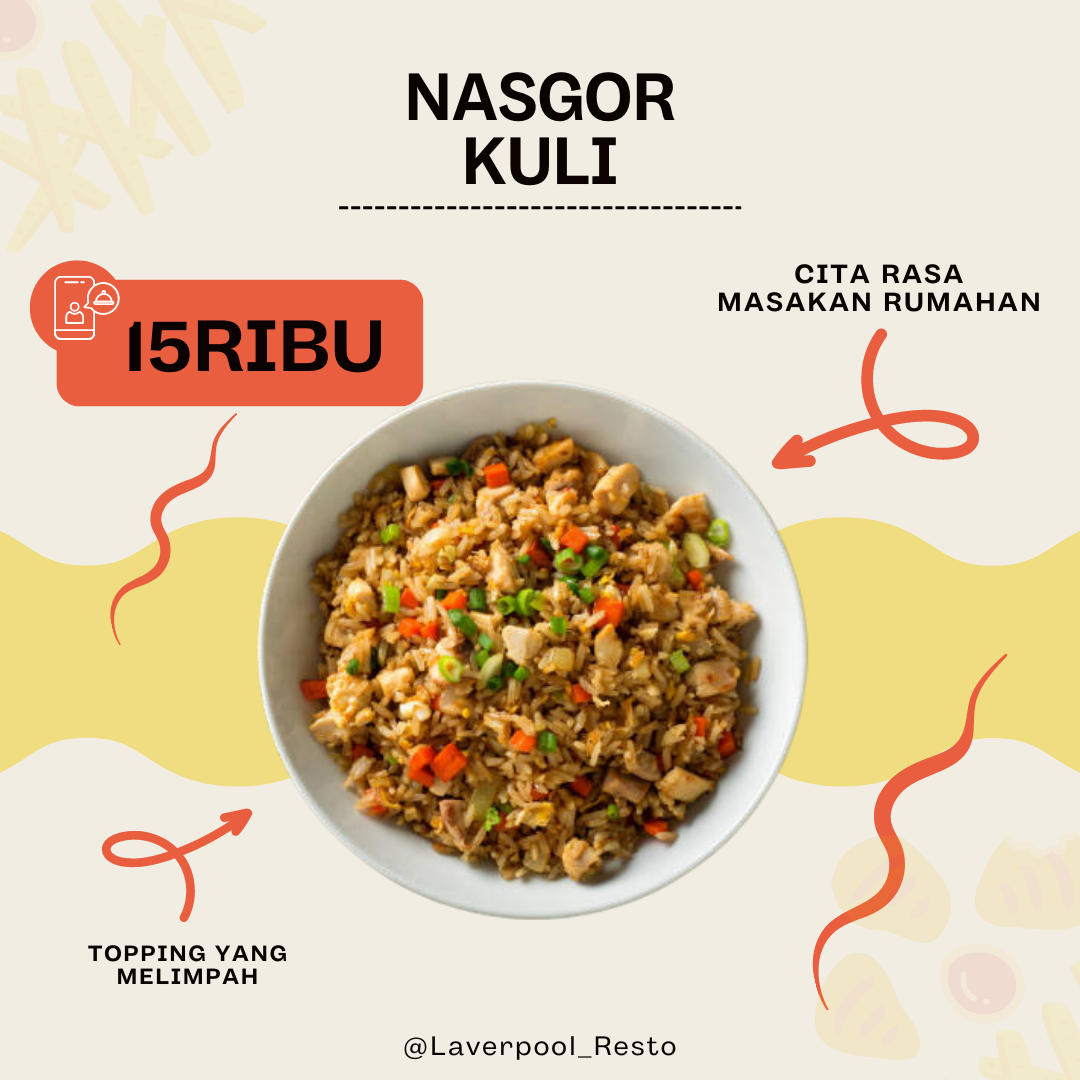 NASGOR
KULI
15RIBU
CITA RASA
MASAKAN RUMAHAN
TOPPING YANG
MELIMPAH
@Laverpool_Resto